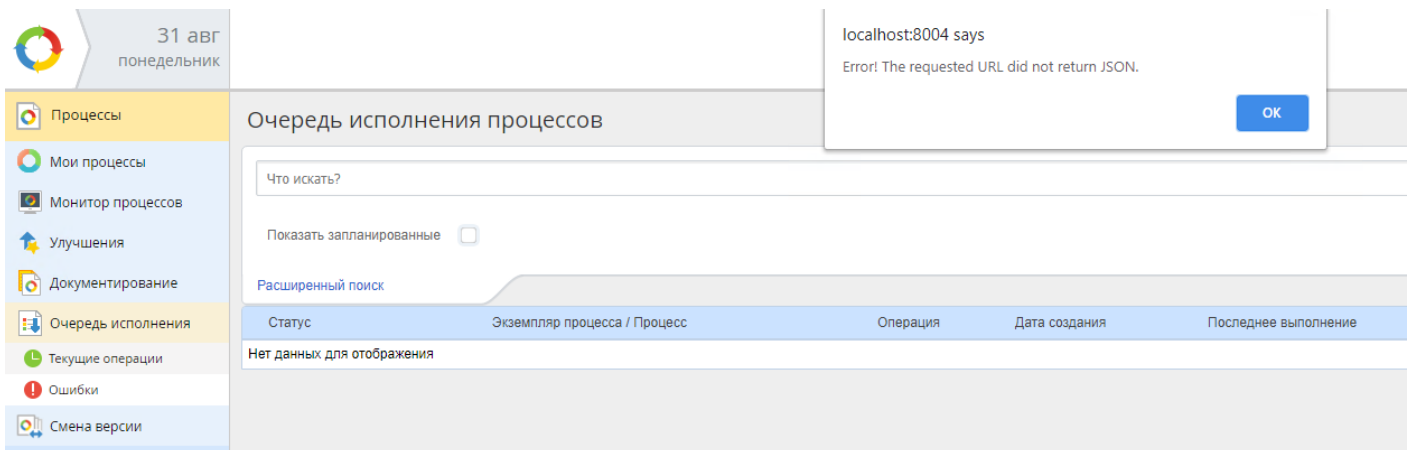 31 авг
понедельник
localhost:8004 says
Error! The requested URL did not return JSON.
OK
Процессы
Мои процессы
Монитор процессов
Улучшения
Документирование
Очередь исполнения
Текущие операции
Ошибки
Смена версии
Очередь исполнения процессов
Что искать?
Показать запланированные
Расширенный поиск
Статус Экземпляр процесса / Процесс Операция Дата создания Последнее выполнение
Нет данных для отображения